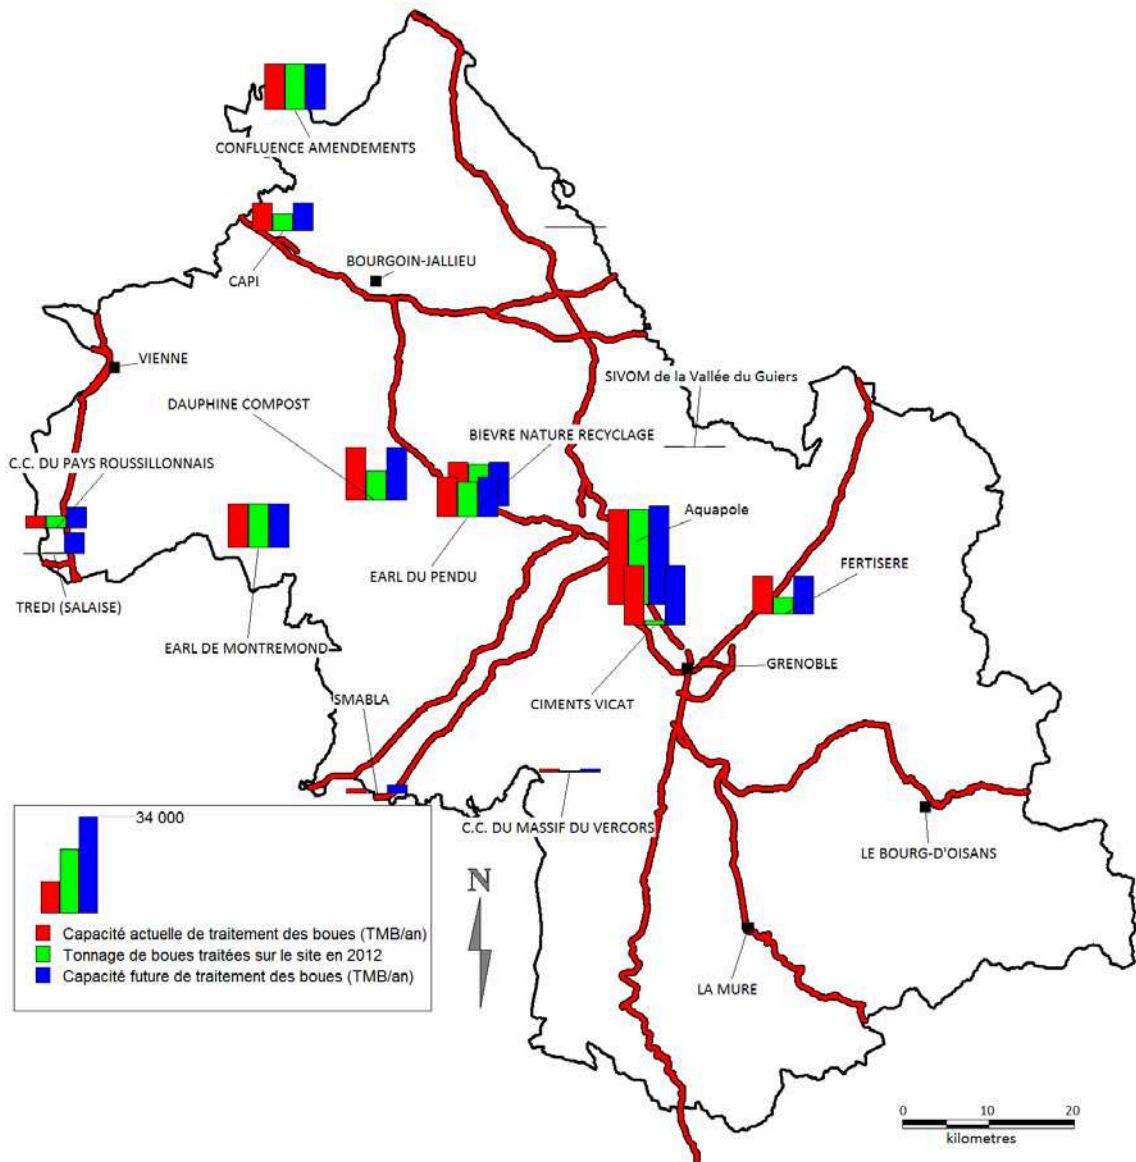 CONFLUENCE AMENDEMENTS
CAPI
BOURGOIN-JALLIEU
VIENNE
SIVOM de la Vallée du Guiers
DAUPHINE COMPOST
BIEVRE NATURE RECYCLAGE
C.C. DU PAYS ROUSSILLONNAIS
Aquapole
FERTISERE
EARL DU PENDU
TREDI (SALAISE)
EARL DE MONTREMOND
GRENOBLE
SMABLA
CIMENTS VICAT
C.C. DU MASSIF DU VERCORS
LE BOURG-D'OISANS
LA MURE
34 000
Capacité actuelle de traitement des boues (TMB/an)
Tonnage de boues traitées sur le site en 2012
Capacité future de traitement des boues (TMB/an)
N
0 10 20
kilometres